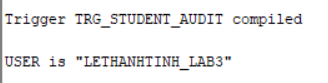 Trigger TRG_STUDENT_AUDIT compiled
USER is "LETHANHTINH_LAB3"